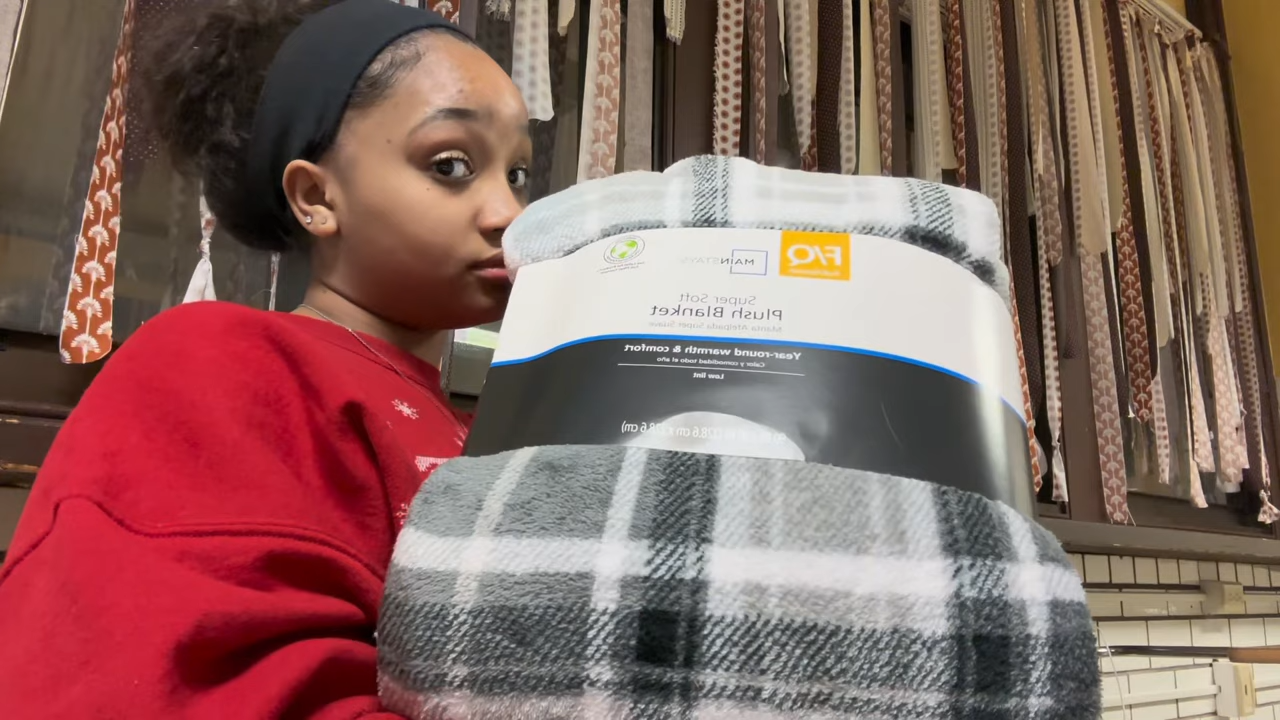 MAINSTAYS
F/Q
Super Soft
Plush Blanket
Manta Afelpada Super Suave
Year-round warmth & comfort
Calor y comodidad todo el año
Low lint